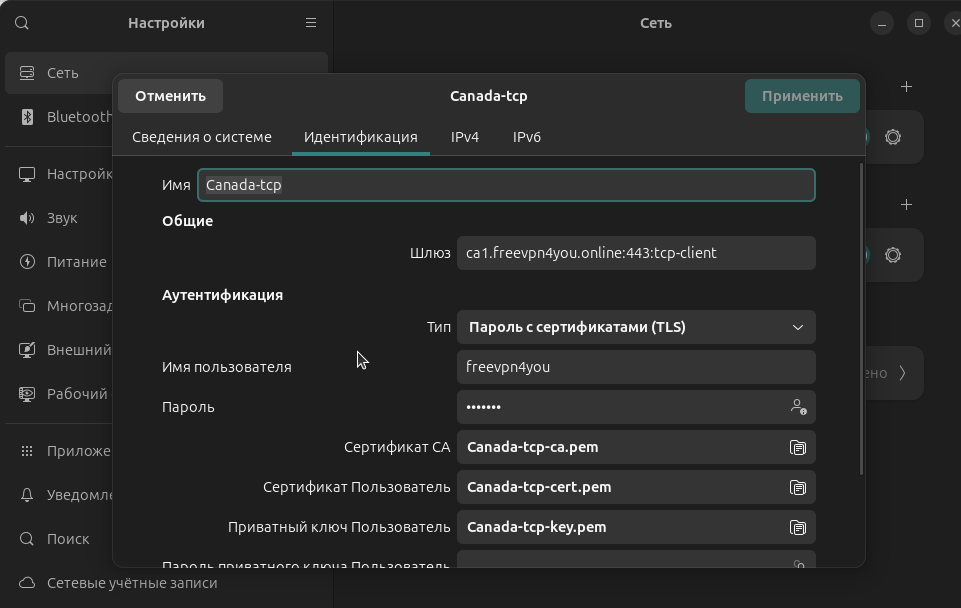 Настройки
Сеть
Сеть
Отменить
Canada-tcp
Применить
Bluetooth
Сведения о системе
Идентификация
IPv4
IPv6
Настройк
Имя
Canada-tcp
Звук
Общие
Шлюз
ca1.freevpn4you.online:443:tcp-client
Питание
Аутентификация
Многозад
Тип
Пароль с сертификатами (TLS)
Внешний
Имя пользователя
freevpn4you
ено
Рабочий
Пароль
•••••••
Приложе
Сертификат CA
Canada-tcp-ca.pem
Уведомле
Сертификат Пользователь
Canada-tcp-cert.pem
Поиск
Приватный ключ Пользователь
Canada-tcp-key.pem
Пароль приватного ключа Пользователь
Сетевые учётные записи